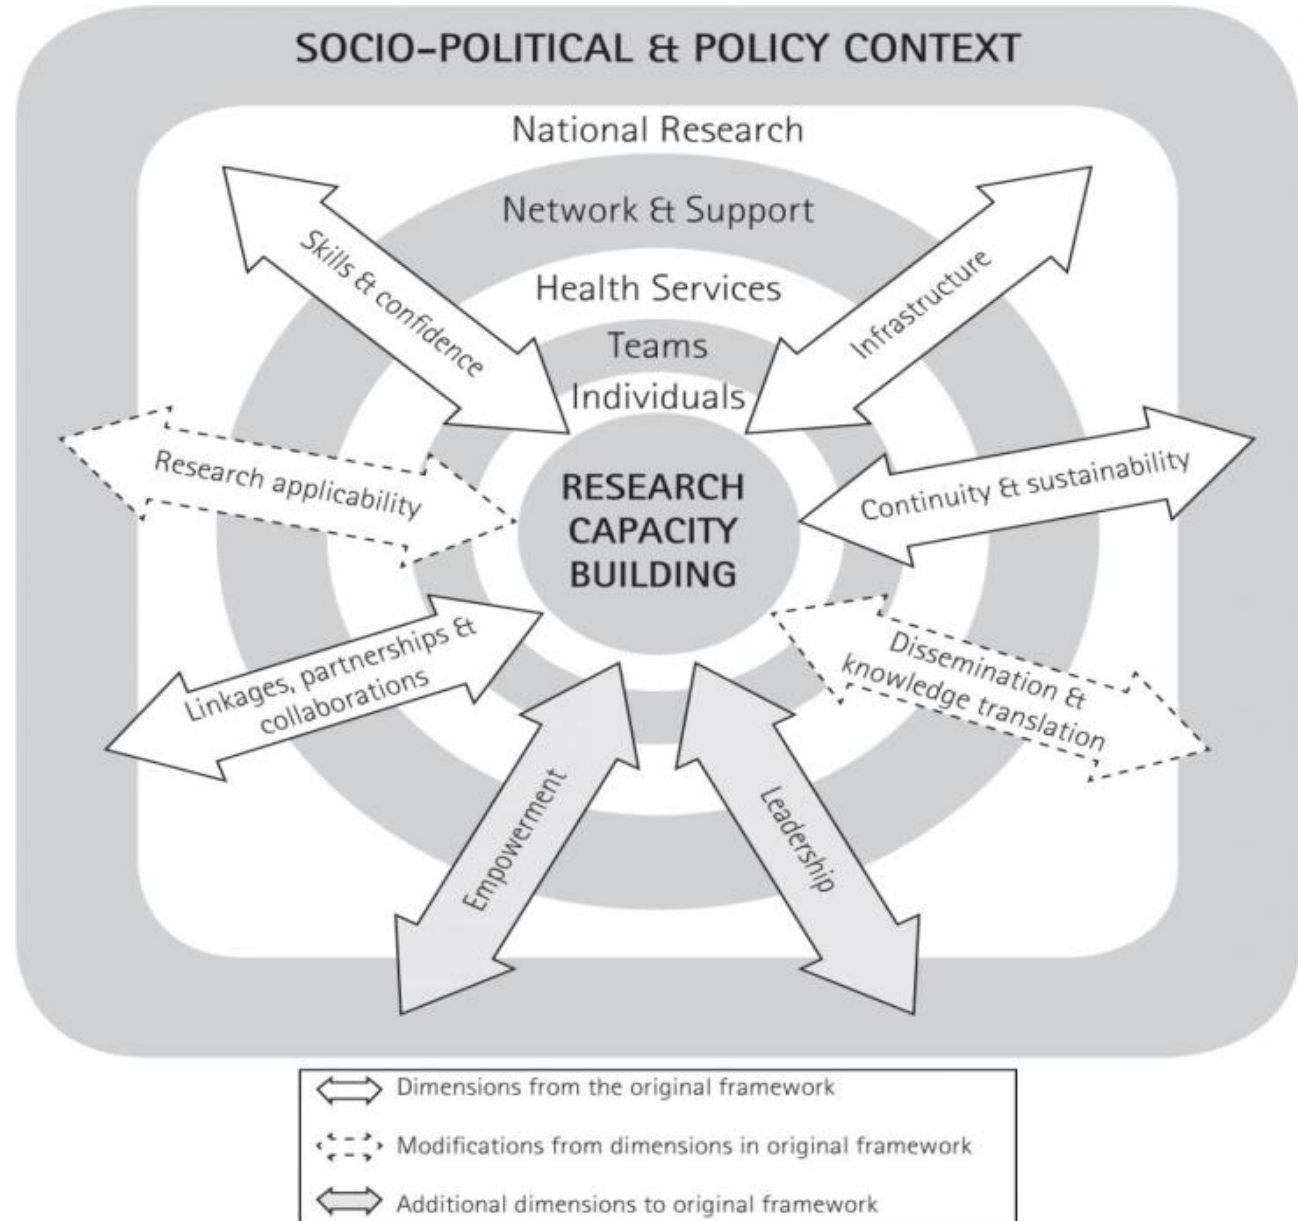 SOCIO-POLITICAL & POLICY CONTEXT
National Research
Network & Support
Health Services
Teams
Individuals
Skills & confidence
Infrastructure
Research applicability
Continuity & sustainability
RESEARCH
CAPACITY
BUILDING
Linkages, partnerships &
collaborations
Dissemination &
knowledge translation
Empowerment
Leadership
Dimensions from the original framework
Modifications from dimensions in original framework
Additional dimensions to original framework